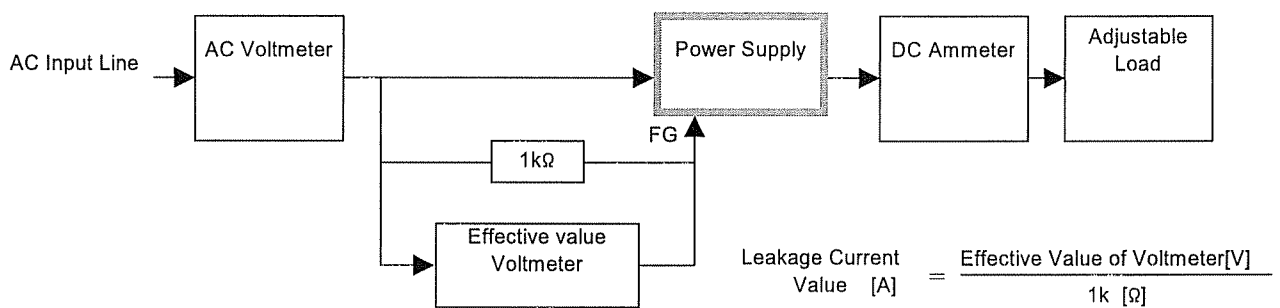 AC Input Line
AC Voltmeter
Power Supply
DC Ammeter
Adjustable
Load
FG
1kΩ
Effective value
Voltmeter
Leakage Current
Value [A]
=
Effective Value of Voltmeter[V]
1k [Ω]